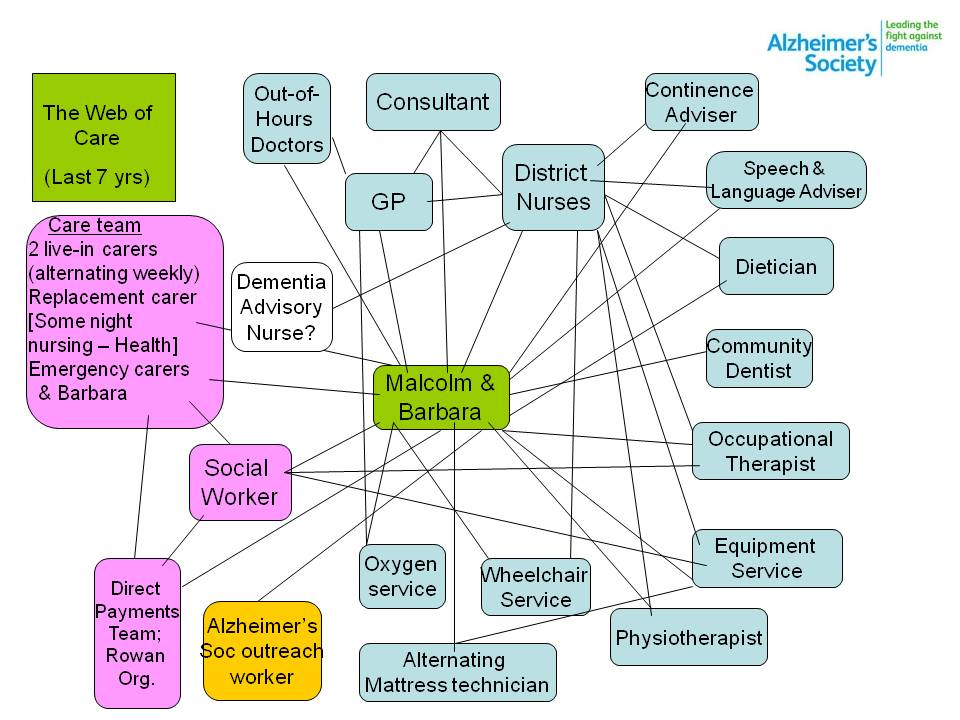 Alzheimer's
Society
Leading the
fight against
dementia
The Web of
Care
(Last 7 yrs)
Out-of-
Hours
Doctors
Consultant
Continence
Adviser
GP
District
Nurses
Speech &
Language Adviser
Care team
2 live-in carers
(alternating weekly)
Replacement carer
[Some night
nursing – Health]
Emergency carers
& Barbara
Dementia
Advisory
Nurse?
Dietician
Malcolm &
Barbara
Community
Dentist
Social
Worker
Occupational
Therapist
Direct
Payments
Team;
Rowan
Org.
Alzheimer's
Soc outreach
worker
Oxygen
service
Wheelchair
Service
Equipment
Service
Alternating
Mattress technician
Physiotherapist